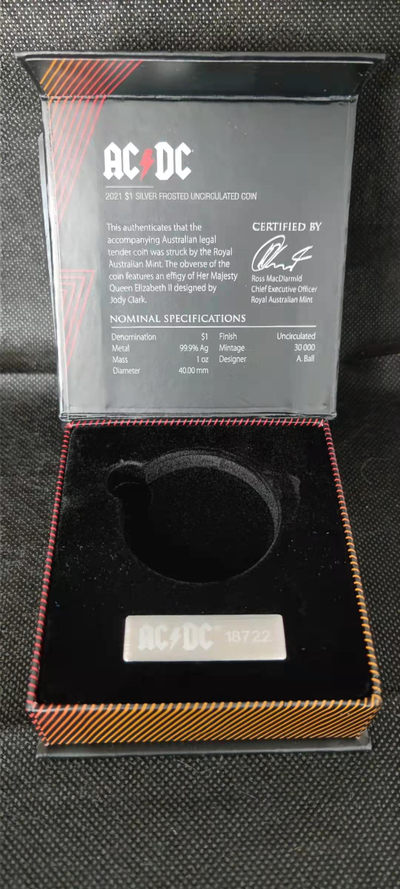 AC⚡DC
2021 $1 SILVER FROSTED UNCIRCULATED COIN
This authenticates that the
accompanying Australian legal
tender coin was struck by the Royal
Australian Mint. The obverse of the
coin features an effigy of Her Majesty
Queen Elizabeth II designed by
Jody Clark.
CERTIFIED BY
Ross MacDiarmid
Chief Executive Officer
Royal Australian Mint
NOMINAL SPECIFICATIONS
Denomination $1 Finish Uncirculated
Metal 99.9% Ag Mintage 30 000
Mass 1 oz Designer A. Ball
Diameter 40.00 mm
AC⚡DC 18722